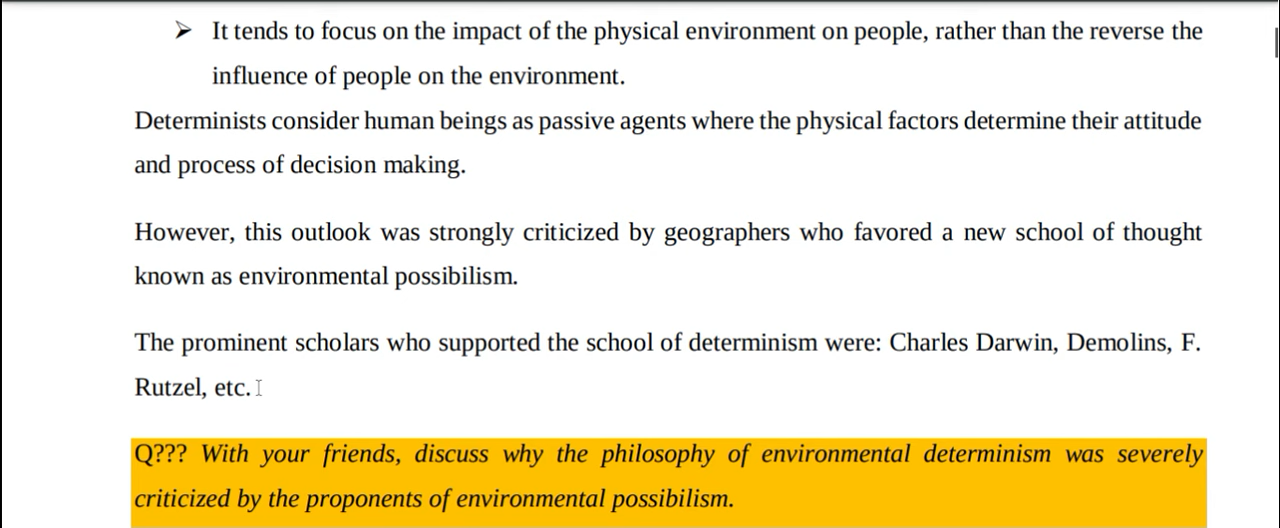 ➢ It tends to focus on the impact of the physical environment on people, rather than the reverse the
influence of people on the environment.
Determinists consider human beings as passive agents where the physical factors determine their attitude
and process of decision making.
However, this outlook was strongly criticized by geographers who favored a new school of thought
known as environmental possibilism.
The prominent scholars who supported the school of determinism were: Charles Darwin, Demolins, F.
Rutzel, etc.
Q??? With your friends, discuss why the philosophy of environmental determinism was severely
criticized by the proponents of environmental possibilism.